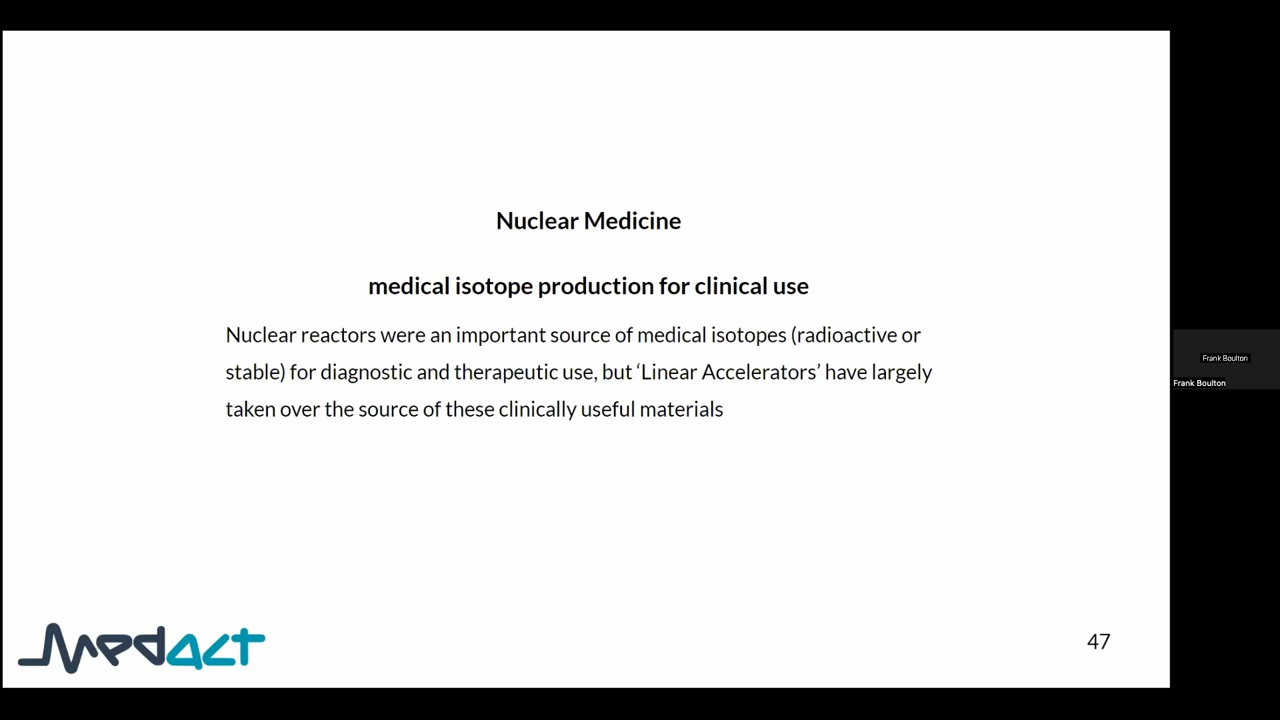 Nuclear Medicine
medical isotope production for clinical use
Nuclear reactors were an important source of medical isotopes (radioactive or
stable) for diagnostic and therapeutic use, but ‘Linear Accelerators’ have largely
taken over the source of these clinically useful materials
Frank Boulton
Frank Boulton
Medact
47